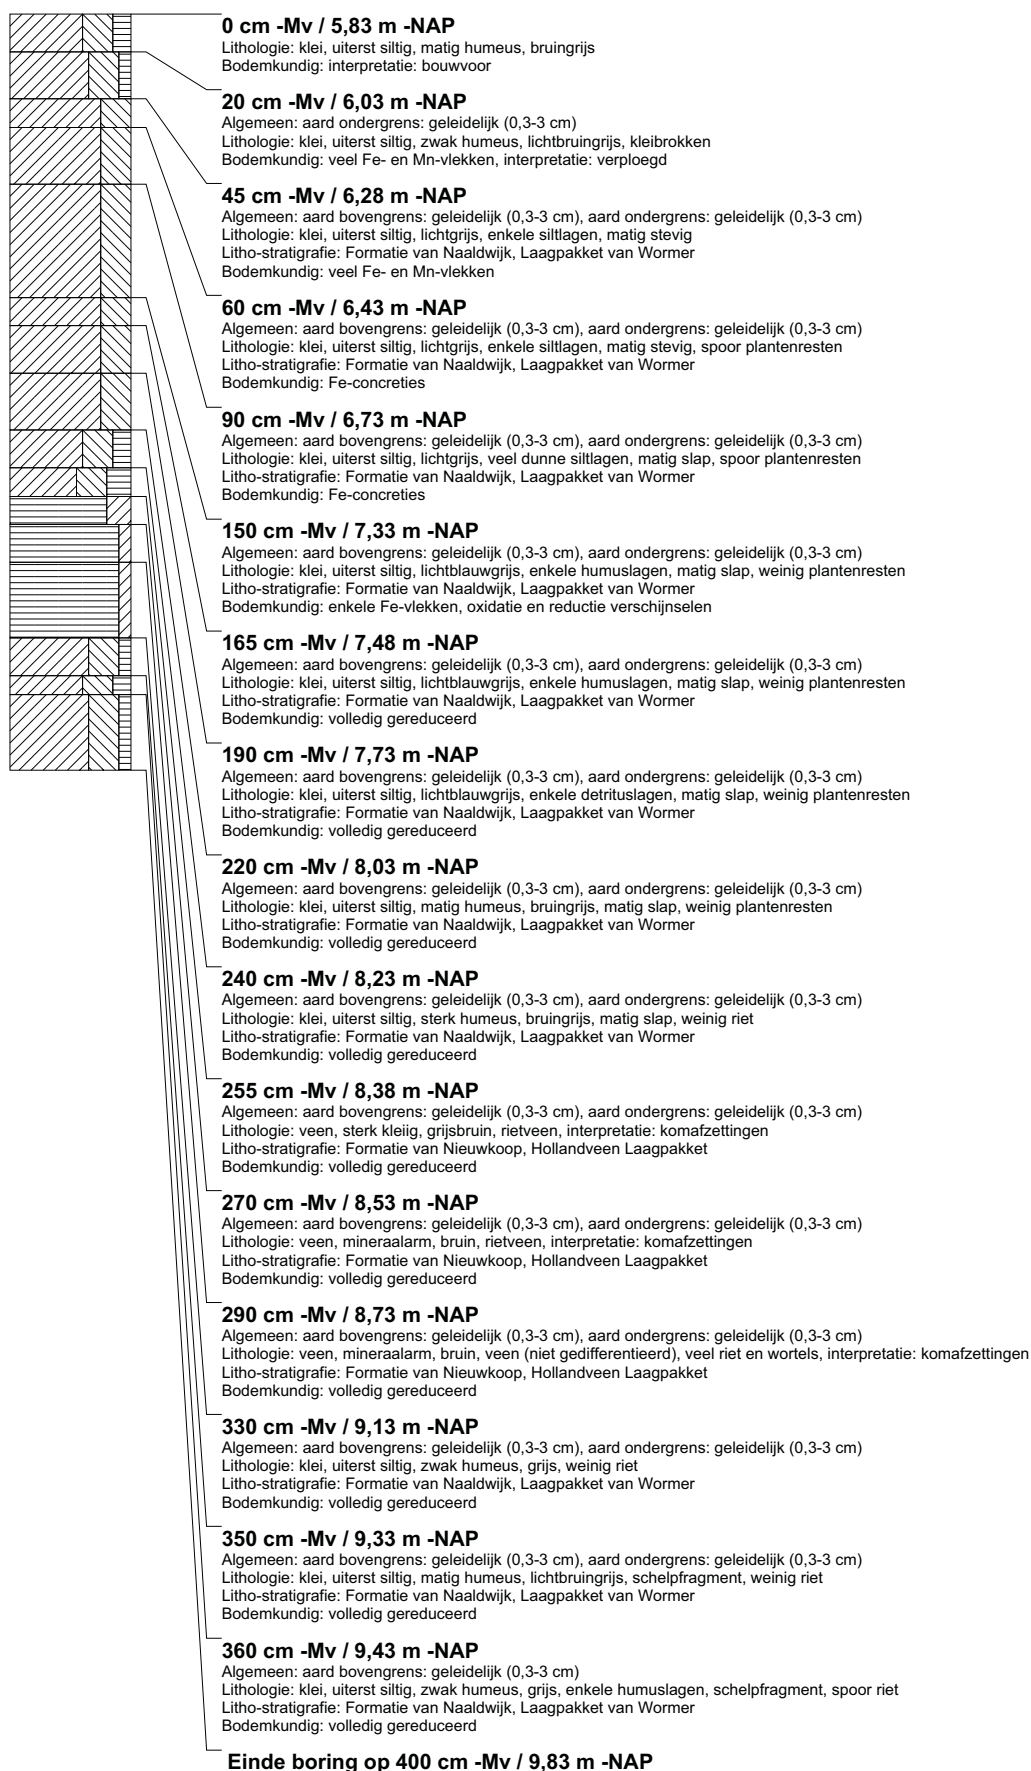 0 cm -Mv / 5,83 m -NAP
Lithologie: klei, uiterst siltig, matig humeus, bruingrijs
Bodemkundig: interpretatie: bouwvoor
20 cm -Mv / 6,03 m -NAP
Algemeen: aard ondergrens: geleidelijk (0,3-3 cm)
Lithologie: klei, uiterst siltig, zwak humeus, lichtbruingrijs, kleibrokken
Bodemkundig: veel Fe- en Mn-vlekken, interpretatie: verploegd
45 cm -Mv / 6,28 m -NAP
Algemeen: aard bovengrens: geleidelijk (0,3-3 cm), aard ondergrens: geleidelijk (0,3-3 cm)
Lithologie: klei, uiterst siltig, lichtgrijs, enkele siltlagen, matig stevig
Litho-stratigrafie: Formatie van Naaldwijk, Laagpakket van Wormer
Bodemkundig: veel Fe- en Mn-vlekken
60 cm -Mv / 6,43 m -NAP
Algemeen: aard bovengrens: geleidelijk (0,3-3 cm), aard ondergrens: geleidelijk (0,3-3 cm)
Lithologie: klei, uiterst siltig, lichtgrijs, enkele siltlagen, matig stevig, spoor plantenresten
Litho-stratigrafie: Formatie van Naaldwijk, Laagpakket van Wormer
Bodemkundig: Fe-concreties
90 cm -Mv / 6,73 m -NAP
Algemeen: aard bovengrens: geleidelijk (0,3-3 cm), aard ondergrens: geleidelijk (0,3-3 cm)
Lithologie: klei, uiterst siltig, lichtgrijs, veel dunne siltlagen, matig slap, spoor plantenresten
Litho-stratigrafie: Formatie van Naaldwijk, Laagpakket van Wormer
Bodemkundig: Fe-concreties
150 cm -Mv / 7,33 m -NAP
Algemeen: aard bovengrens: geleidelijk (0,3-3 cm), aard ondergrens: geleidelijk (0,3-3 cm)
Lithologie: klei, uiterst siltig, lichtblauwgrijs, enkele humuslagen, matig slap, weinig plantenresten
Litho-stratigrafie: Formatie van Naaldwijk, Laagpakket van Wormer
Bodemkundig: enkele Fe-vlekken, oxidatie en reductie verschijnselen
165 cm -Mv / 7,48 m -NAP
Algemeen: aard bovengrens: geleidelijk (0,3-3 cm), aard ondergrens: geleidelijk (0,3-3 cm)
Lithologie: klei, uiterst siltig, lichtblauwgrijs, enkele humuslagen, matig slap, weinig plantenresten
Litho-stratigrafie: Formatie van Naaldwijk, Laagpakket van Wormer
Bodemkundig: volledig gereduceerd
190 cm -Mv / 7,73 m -NAP
Algemeen: aard bovengrens: geleidelijk (0,3-3 cm), aard ondergrens: geleidelijk (0,3-3 cm)
Lithologie: klei, uiterst siltig, lichtblauwgrijs, enkele detrituslagen, matig slap, weinig plantenresten
Litho-stratigrafie: Formatie van Naaldwijk, Laagpakket van Wormer
Bodemkundig: volledig gereduceerd
220 cm -Mv / 8,03 m -NAP
Algemeen: aard bovengrens: geleidelijk (0,3-3 cm), aard ondergrens: geleidelijk (0,3-3 cm)
Lithologie: klei, uiterst siltig, matig humeus, bruingrijs, matig slap, weinig plantenresten
Litho-stratigrafie: Formatie van Naaldwijk, Laagpakket van Wormer
Bodemkundig: volledig gereduceerd
240 cm -Mv / 8,23 m -NAP
Algemeen: aard bovengrens: geleidelijk (0,3-3 cm), aard ondergrens: geleidelijk (0,3-3 cm)
Lithologie: klei, uiterst siltig, sterk humeus, bruingrijs, matig slap, weinig riet
Litho-stratigrafie: Formatie van Naaldwijk, Laagpakket van Wormer
Bodemkundig: volledig gereduceerd
255 cm -Mv / 8,38 m -NAP
Algemeen: aard bovengrens: geleidelijk (0,3-3 cm), aard ondergrens: geleidelijk (0,3-3 cm)
Lithologie: veen, sterk kleiig, grijsbruin, rietveen, interpretatie: komafzettingen
Litho-stratigrafie: Formatie van Nieuwkoop, Hollandveen Laagpakket
Bodemkundig: volledig gereduceerd
270 cm -Mv / 8,53 m -NAP
Algemeen: aard bovengrens: geleidelijk (0,3-3 cm), aard ondergrens: geleidelijk (0,3-3 cm)
Lithologie: veen, mineraalarm, bruin, rietveen, interpretatie: komafzettingen
Litho-stratigrafie: Formatie van Nieuwkoop, Hollandveen Laagpakket
Bodemkundig: volledig gereduceerd
290 cm -Mv / 8,73 m -NAP
Algemeen: aard bovengrens: geleidelijk (0,3-3 cm), aard ondergrens: geleidelijk (0,3-3 cm)
Lithologie: veen, mineraalarm, bruin, veen (niet gedifferentieerd), veel riet en wortels, interpretatie: komafzettingen
Litho-stratigrafie: Formatie van Nieuwkoop, Hollandveen Laagpakket
Bodemkundig: volledig gereduceerd
330 cm -Mv / 9,13 m -NAP
Algemeen: aard bovengrens: geleidelijk (0,3-3 cm), aard ondergrens: geleidelijk (0,3-3 cm)
Lithologie: klei, uiterst siltig, zwak humeus, grijs, weinig riet
Litho-stratigrafie: Formatie van Naaldwijk, Laagpakket van Wormer
Bodemkundig: volledig gereduceerd
350 cm -Mv / 9,33 m -NAP
Algemeen: aard bovengrens: geleidelijk (0,3-3 cm), aard ondergrens: geleidelijk (0,3-3 cm)
Lithologie: klei, uiterst siltig, matig humeus, lichtbruingrijs, schelpfragment, weinig riet
Litho-stratigrafie: Formatie van Naaldwijk, Laagpakket van Wormer
Bodemkundig: volledig gereduceerd
360 cm -Mv / 9,43 m -NAP
Algemeen: aard bovengrens: geleidelijk (0,3-3 cm)
Lithologie: klei, uiterst siltig, zwak humeus, grijs, enkele humuslagen, schelpfragment, spoor riet
Litho-stratigrafie: Formatie van Naaldwijk, Laagpakket van Wormer
Bodemkundig: volledig gereduceerd
Einde boring op 400 cm -Mv / 9,83 m -NAP